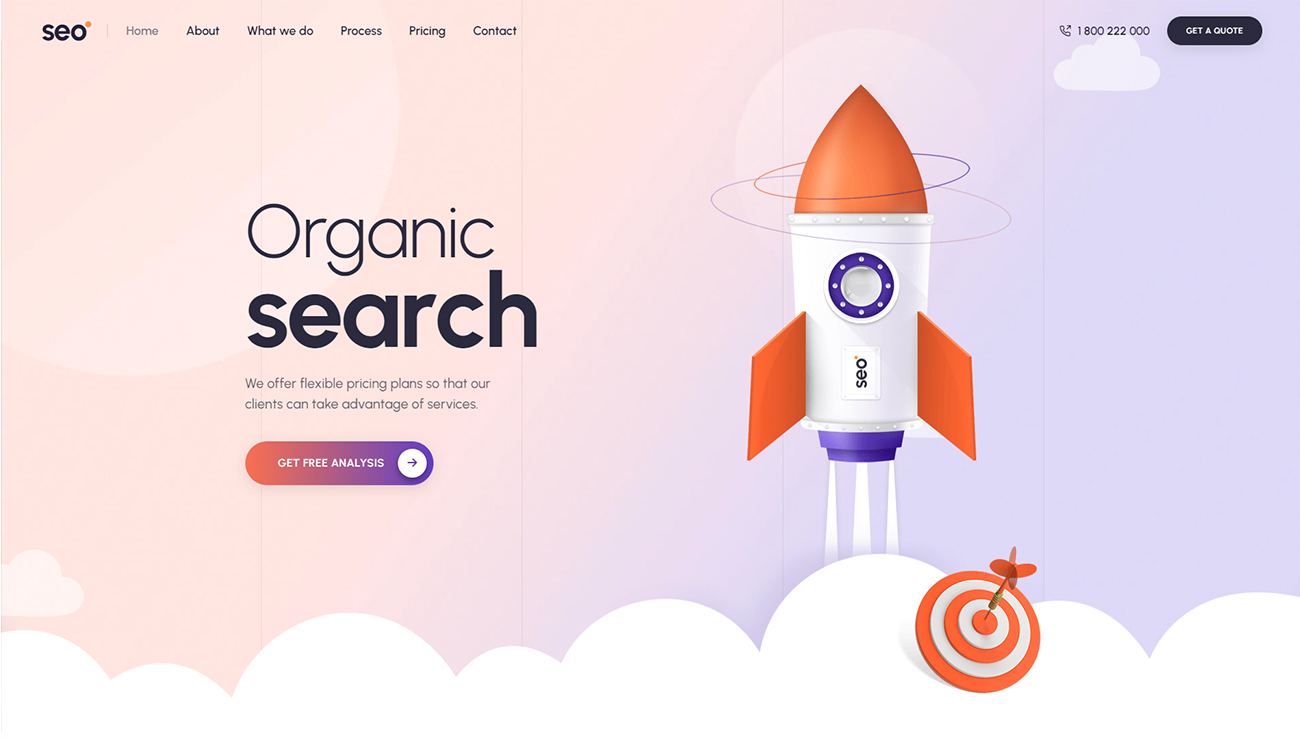 seo
Home
About
What we do
Process
Pricing
Contact
1 800 222 000
GET A QUOTE
Organic
search
We offer flexible pricing plans so that our
clients can take advantage of services.
GET FREE ANALYSIS
seo